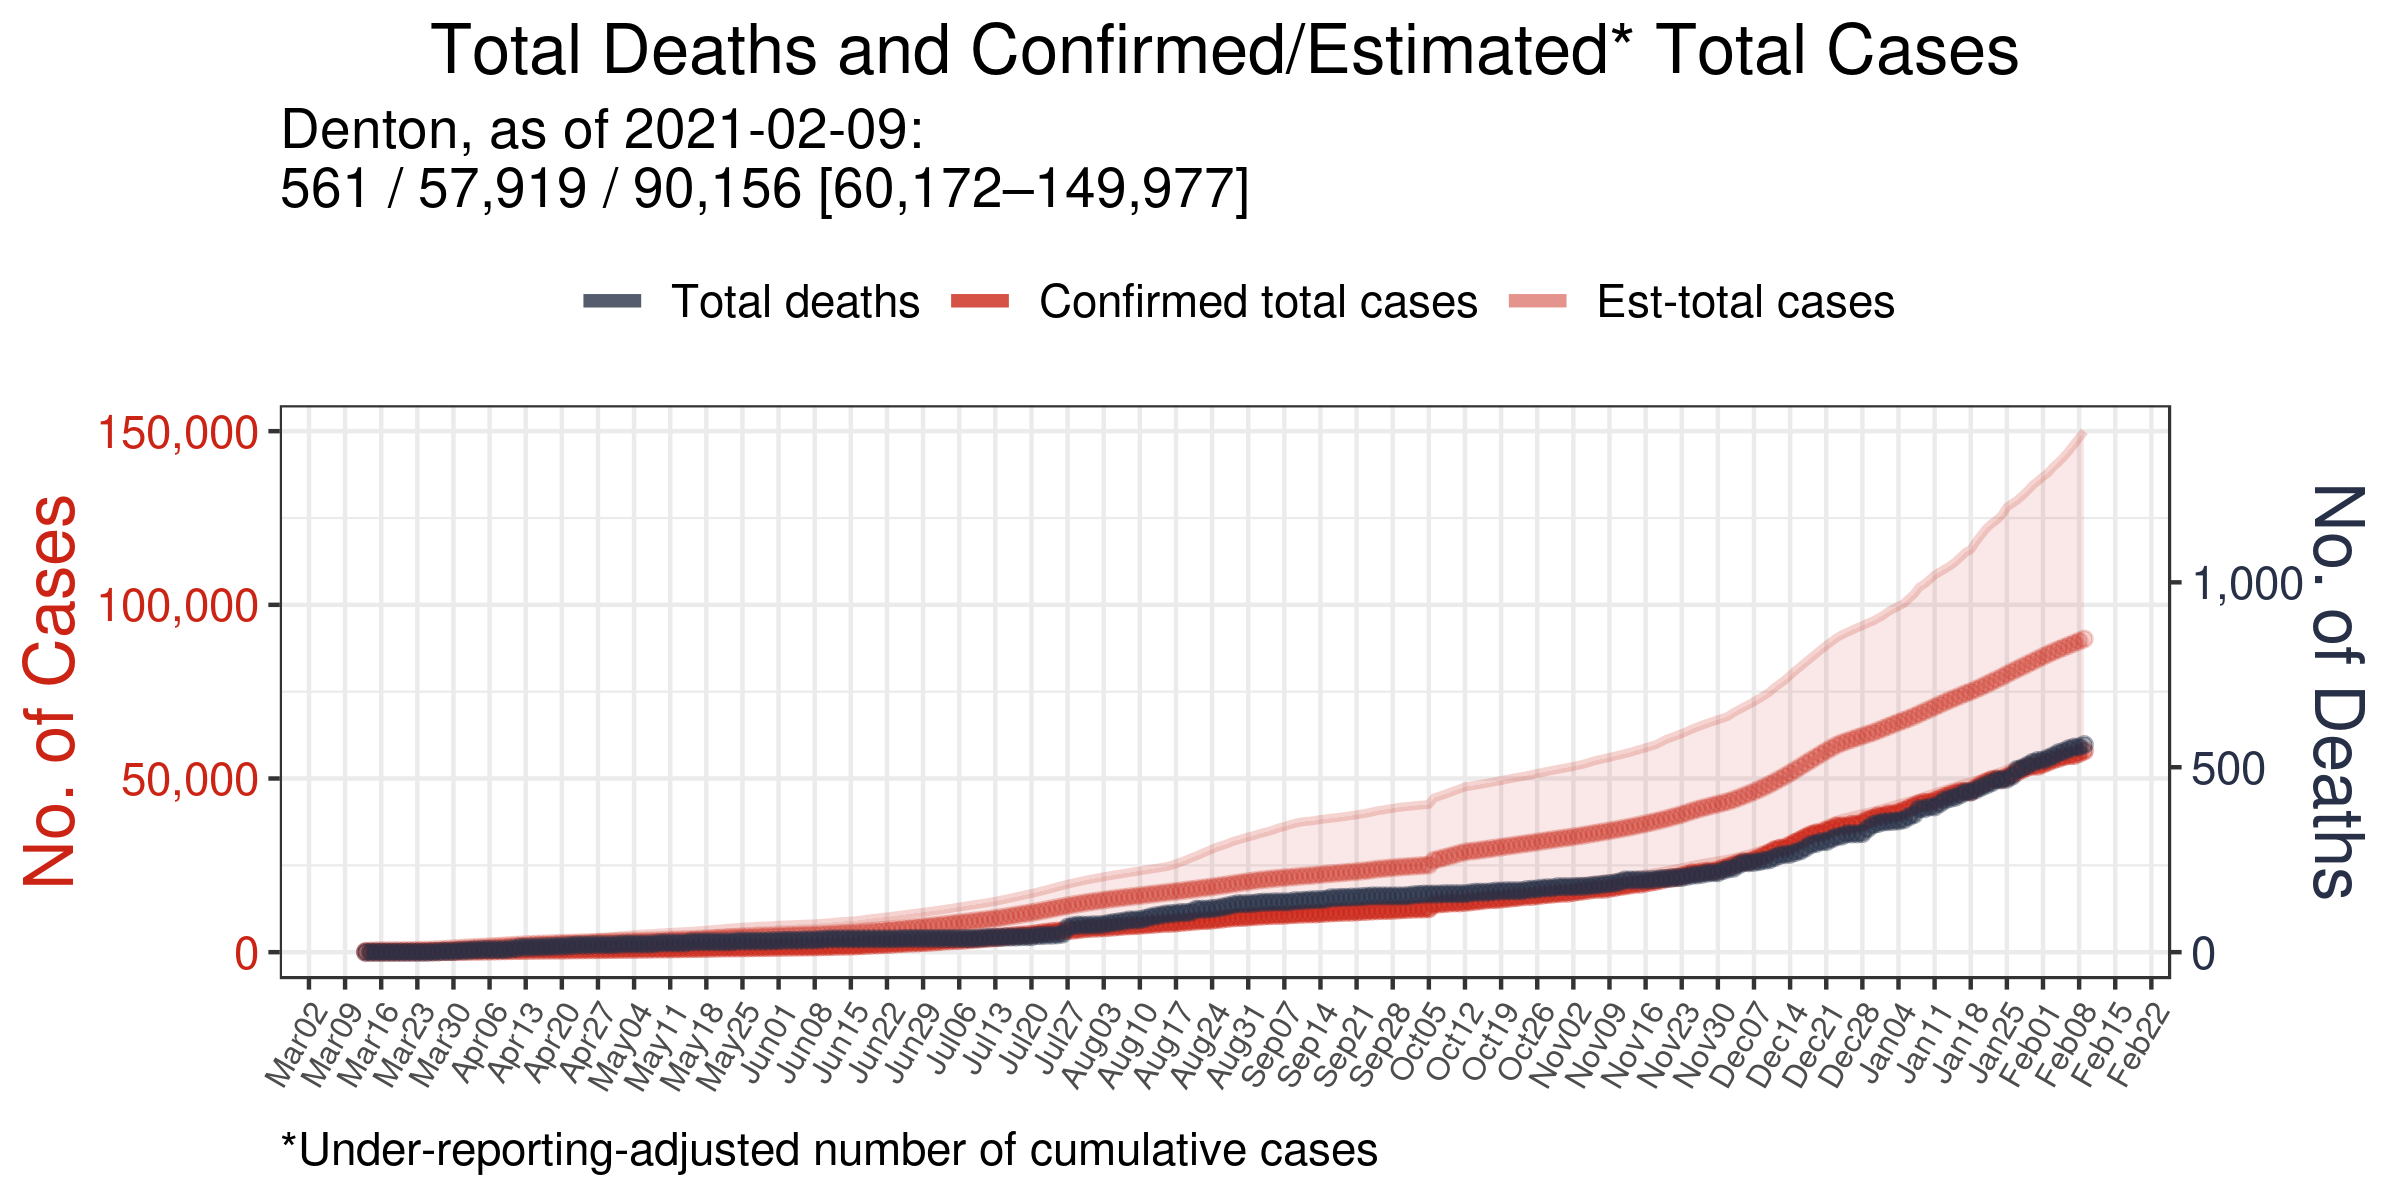 Total Deaths and Confirmed/Estimated* Total Cases
Denton, as of 2021-02-09:
561 / 57,919 / 90,156 [60,172–149,977]
Total deaths Confirmed total cases Est-total cases
No. of Cases
150,000
100,000
50,000
0
No. of Deaths
1,000
500
0
Mar02 Mar09 Mar16 Mar23 Mar30 Apr06 Apr13 Apr20 Apr27 May04 May11 May18 May25 Jun01 Jun08 Jun15 Jun22 Jun29 Jul06 Jul13 Jul20 Jul27 Aug03 Aug10 Aug17 Aug24 Aug31 Sep07 Sep14 Sep21 Sep28 Oct05 Oct12 Oct19 Oct26 Nov02 Nov09 Nov16 Nov23 Nov30 Dec07 Dec14 Dec21 Dec28 Jan04 Jan11 Jan18 Jan25 Feb01 Feb08 Feb15 Feb22
*Under-reporting-adjusted number of cumulative cases